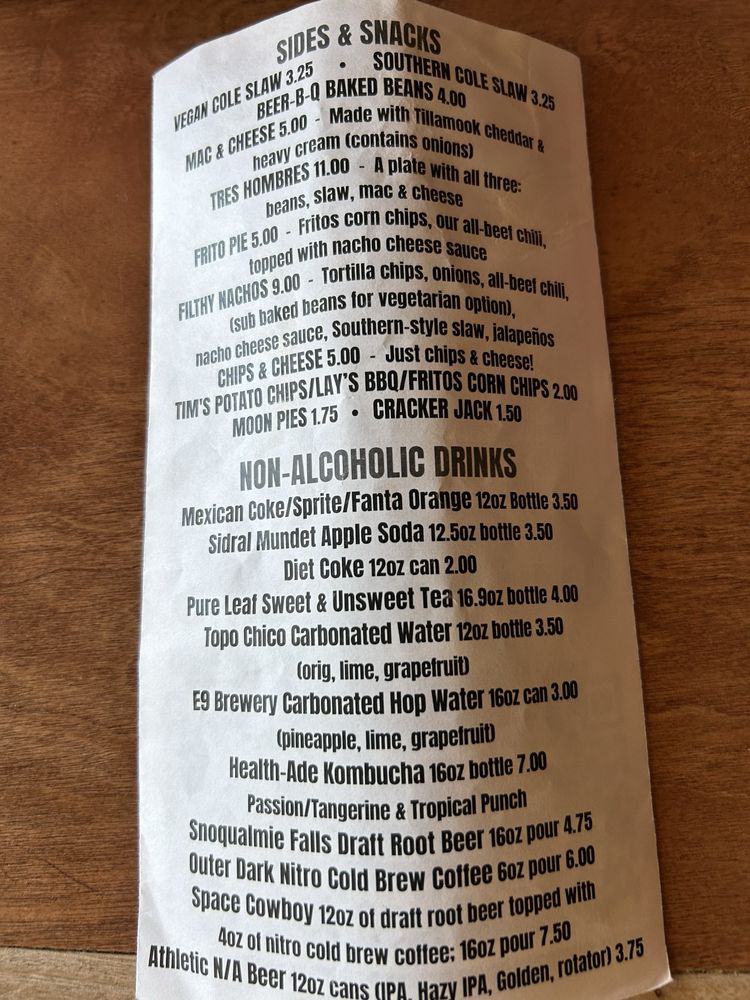 SIDES & SNACKS
VEGAN COLE SLAW 3.25 • SOUTHERN COLE SLAW 3.25
BEER-B-Q BAKED BEANS 4.00
MAC & CHEESE 5.00 - Made with Tillamook cheddar &
heavy cream (contains onions)
TRES HOMBRES 11.00 - A plate with all three:
beans, slaw, mac & cheese
FRITO PIE 5.00 - Fritos corn chips, our all-beef chili,
topped with nacho cheese sauce
FILTHY NACHOS 9.00 - Tortilla chips, onions, all-beef chili,
(sub baked beans for vegetarian option),
nacho cheese sauce, Southern-style slaw, jalapeños
CHIPS & CHEESE 5.00 - Just chips & cheese!
TIM'S POTATO CHIPS/LAY'S BBQ/FRITOS CORN CHIPS 2.00
MOON PIES 1.75 • CRACKER JACK 1.50
NON-ALCOHOLIC DRINKS
Mexican Coke/Sprite/Fanta Orange 12oz Bottle 3.50
Sidral Mundet Apple Soda 12.5oz bottle 3.50
Diet Coke 12oz can 2.00
Pure Leaf Sweet & Unsweet Tea 16.9oz bottle 4.00
Topo Chico Carbonated Water 12oz bottle 3.50
(orig, lime, grapefruit)
E9 Brewery Carbonated Hop Water 16oz can 3.00
(pineapple, lime, grapefruit)
Health-Ade Kombucha 16oz bottle 7.00
Passion/Tangerine & Tropical Punch
Snoqualmie Falls Draft Root Beer 16oz pour 4.75
Outer Dark Nitro Cold Brew Coffee 6oz pour 6.00
Space Cowboy 12oz of draft root beer topped with
4oz of nitro cold brew coffee; 16oz pour 7.50
Athletic N/A Beer 12oz cans (IPA, Hazy IPA, Golden, rotator) 3.75